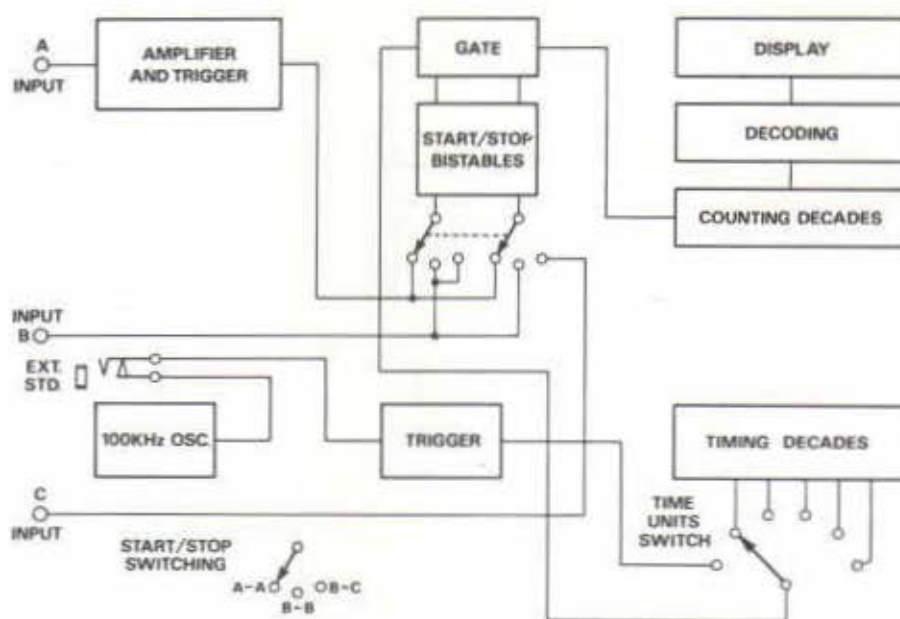 A
INPUT
AMPLIFIER
AND TRIGGER
GATE
DISPLAY
START/STOP
BISTABLES
DECODING
COUNTING DECADES
INPUT
B
EXT.
STD.
100KHz OSC.
TRIGGER
TIMING DECADES
C
INPUT
TIME
UNITS
SWITCH
START/STOP
SWITCHING
A-A
B-B
B-C